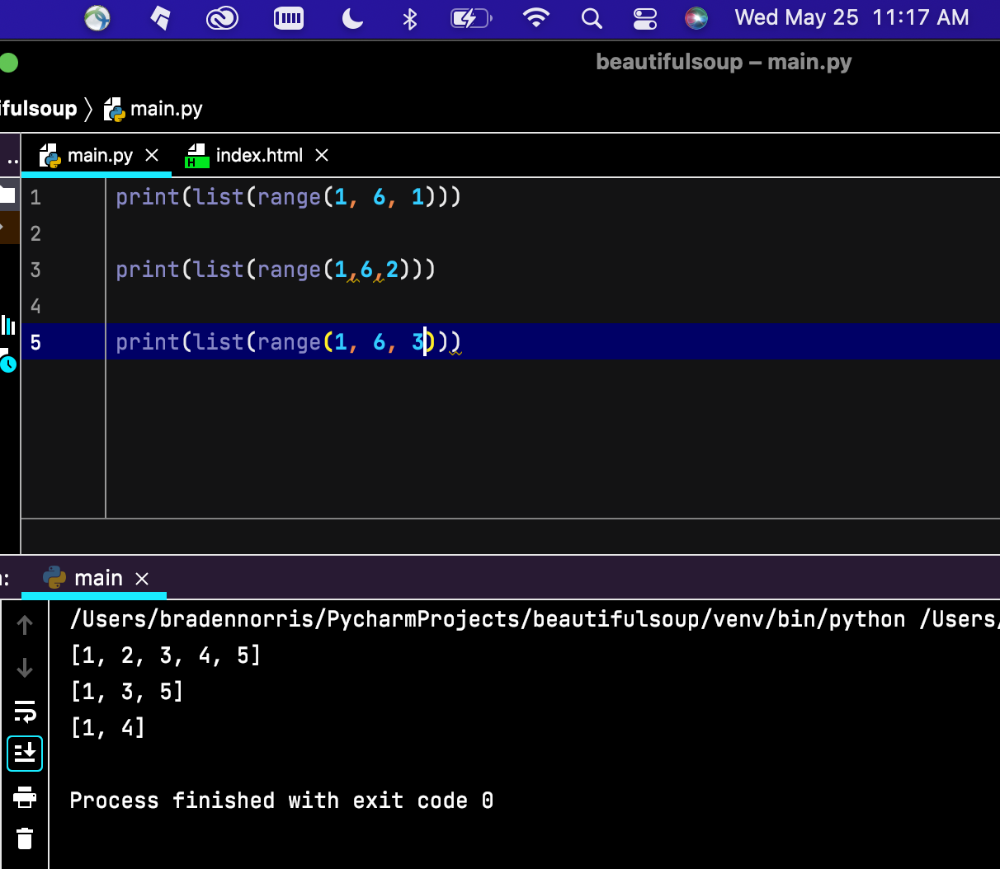 Wed May 25  11:17 AM
beautifulsoup – main.py
ifulsoup 〉 main.py
.. main.py × index.html ×
1 print(list(range(1, 6, 1)))
2
3 print(list(range(1,6,2)))
4
5 print(list(range(1, 6, 3)))
: main ×
/Users/bradennorris/PycharmProjects/beautifulsoup/venv/bin/python /Users/
[1, 2, 3, 4, 5]
[1, 3, 5]
[1, 4]
Process finished with exit code 0